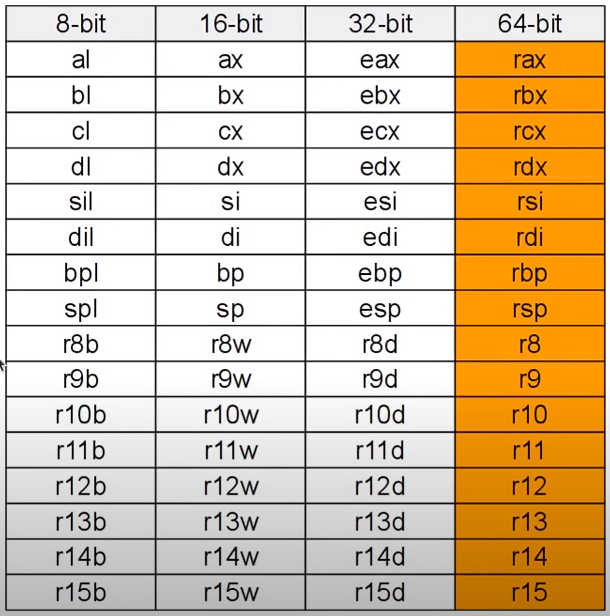 8-bit 16-bit 32-bit 64-bit
al ax eax rax
bl bx ebx rbx
cl cx ecx rcx
dl dx edx rdx
sil si esi rsi
dil di edi rdi
bpl bp ebp rbp
spl sp esp rsp
r8b r8w r8d r8
r9b r9w r9d r9
r10b r10w r10d r10
r11b r11w r11d r11
r12b r12w r12d r12
r13b r13w r13d r13
r14b r14w r14d r14
r15b r15w r15d r15